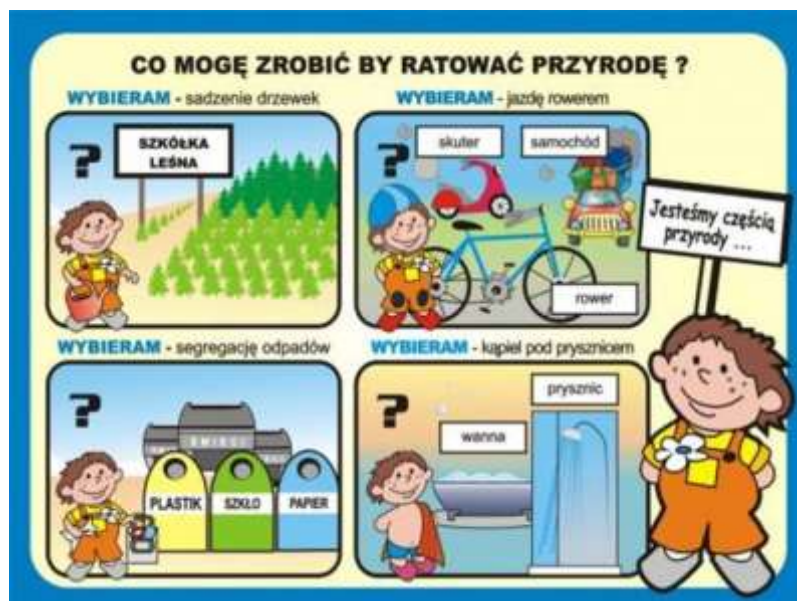 CO MOGĘ ZROBIĆ BY RATOWAĆ PRZYRODĘ ?
WYBIERAM - sadzenie drzewek
SZKÓŁKA
LEŚNA
WYBIERAM - jazdę rowerem
skuter
samochód
rower
Jesteśmy częścią
przyrody ...
WYBIERAM - segregację odpadów
ŚMIECI
PLASTIK
SZKŁO
PAPIER
WYBIERAM - kąpiel pod prysznicem
prysznic
wanna